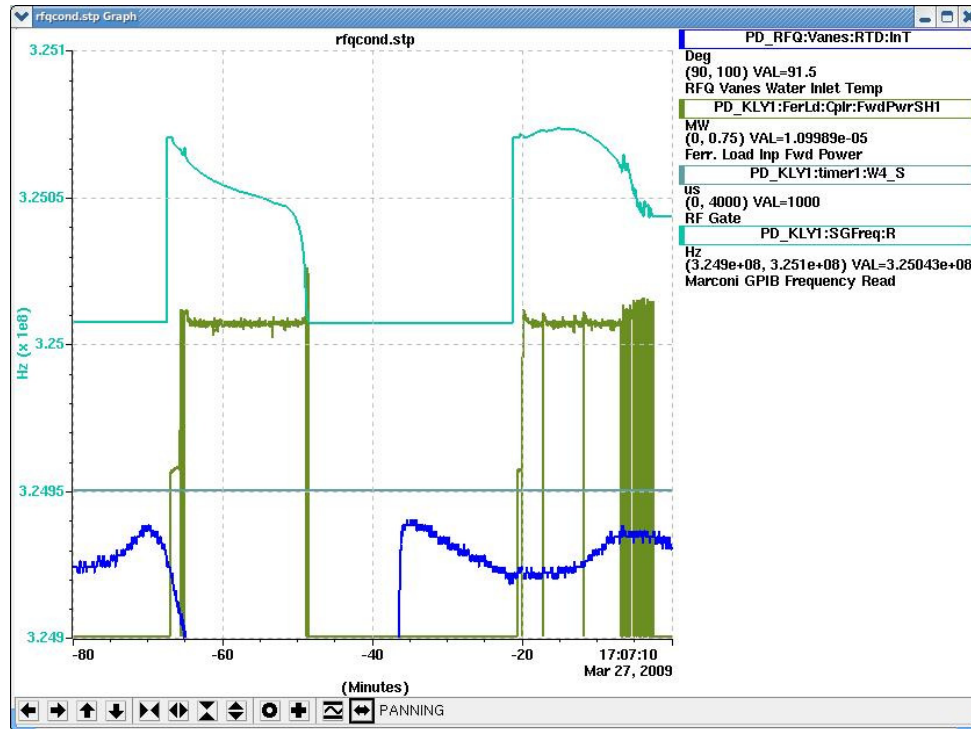 rfqcond.stp Graph
rfqcond.stp
3.251
3.2505
3.25
3.2495
3.249
Hz (x 1e8)
-80
-60
-40
-20
17:07:10
Mar 27, 2009
(Minutes)
PD_RFQ:Vanes:RTD:InT
Deg
(90, 100) VAL=91.5
RFQ Vanes Water Inlet Temp
PD_KLY1:FerLd:Cplr:FwdPwrSH1
MW
(0, 0.75) VAL=1.09989e-05
Ferr. Load Inp Fwd Power
PD_KLY1:timer1:W4_S
us
(0, 4000) VAL=1000
RF Gate
PD_KLY1:SGFreq:R
Hz
(3.249e+08, 3.251e+08) VAL=3.25043e+08
Marconi GPIB Frequency Read
PANNING